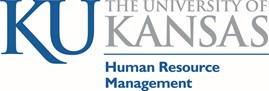 KU THE UNIVERSITY OF
KANSAS
Human Resource
Management